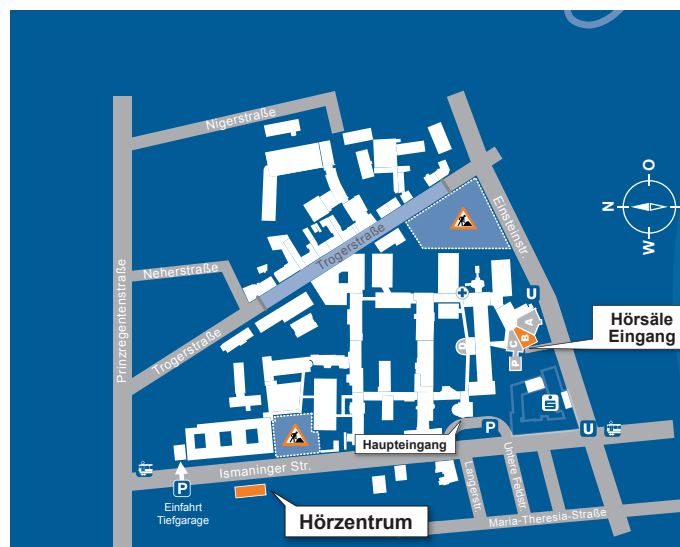 Nigerstraße
Einsteinstr.
O
N
W
Trogerstraße
Neherstraße
Prinzregentenstraße
U
A
B
C
P
Hörsäle
Eingang
Trogerstraße
D
Haupteingang
P
U
Ismaninger Str.
P
Einfahrt
Tiefgarage
Hörzentrum
Langerstr.
Untere Feldstr.
Maria-Theresia-Straße